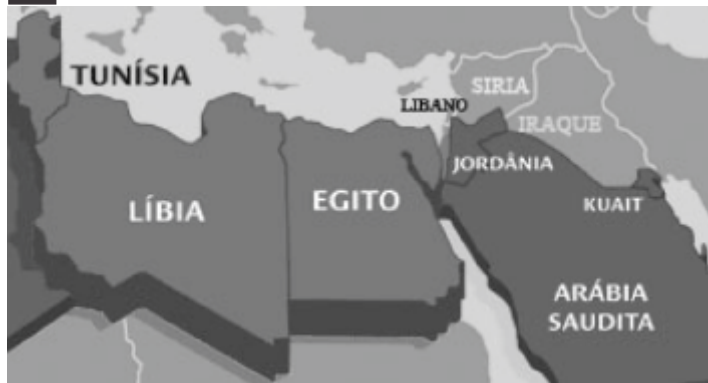 TUNÍSIA
SIRIA
LIBANO
IRAQUE
JORDÂNIA
LÍBIA
EGITO
KUAIT
ARÁBIA
SAUDITA